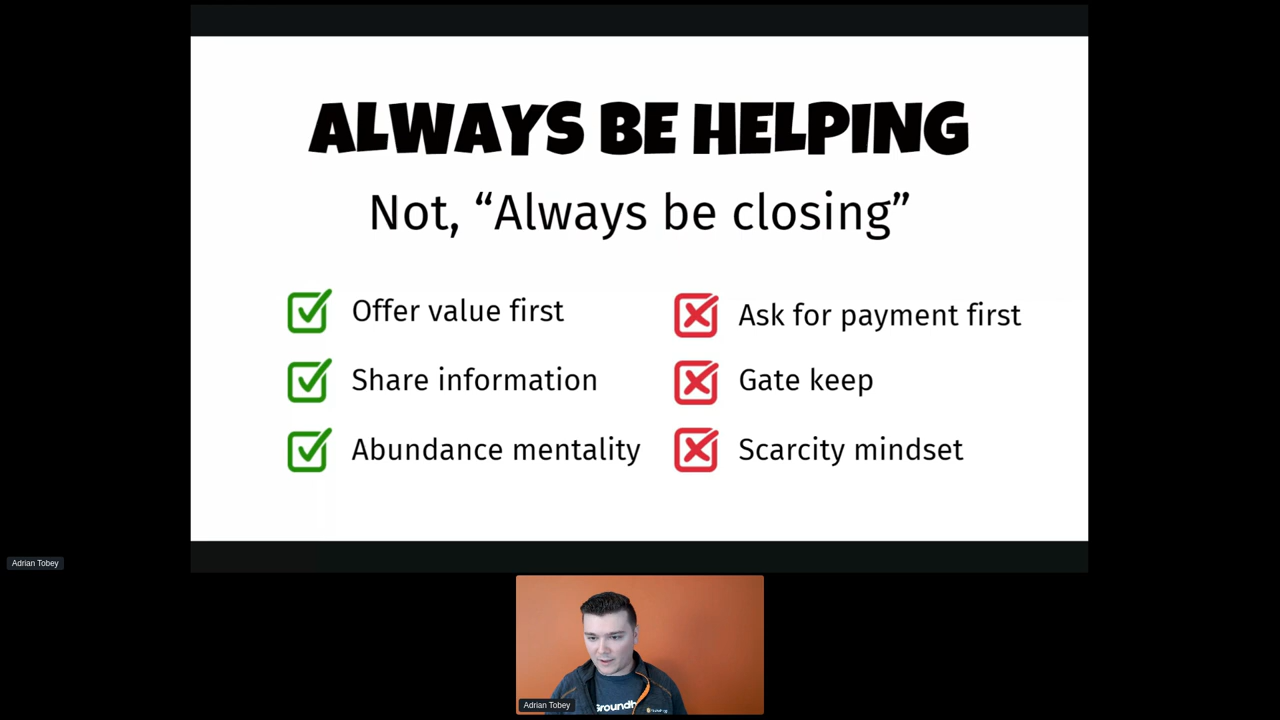 ALWAYS BE HELPING
Not, “Always be closing”
Offer value first
Ask for payment first
Share information
Gate keep
Abundance mentality
Scarcity mindset
Adrian Tobey
Adrian Tobey